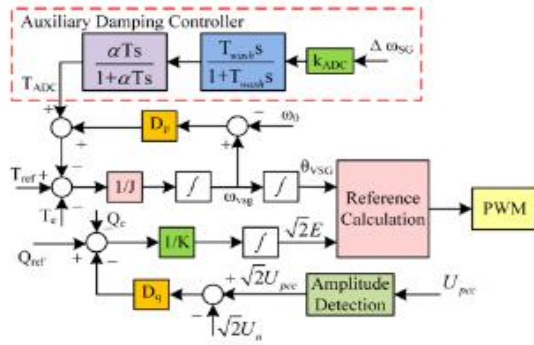 Auxiliary Damping Controller
αTs
1+αTs
T_wash s
1+T_wash s
k_ADC
Δ ω_SG
T_ADC
+
+
D_p
−
ω_0
+
T_ref +
−
−
T_e
1/J
∫
ω_vsg
∫
θ_VSG
Reference
Calculation
PWM
Q_e
−
Q_ref
+
−
1/K
∫
√2E
D_q
+ √2U_pcc
− √2U_n
Amplitude
Detection
U_pcc